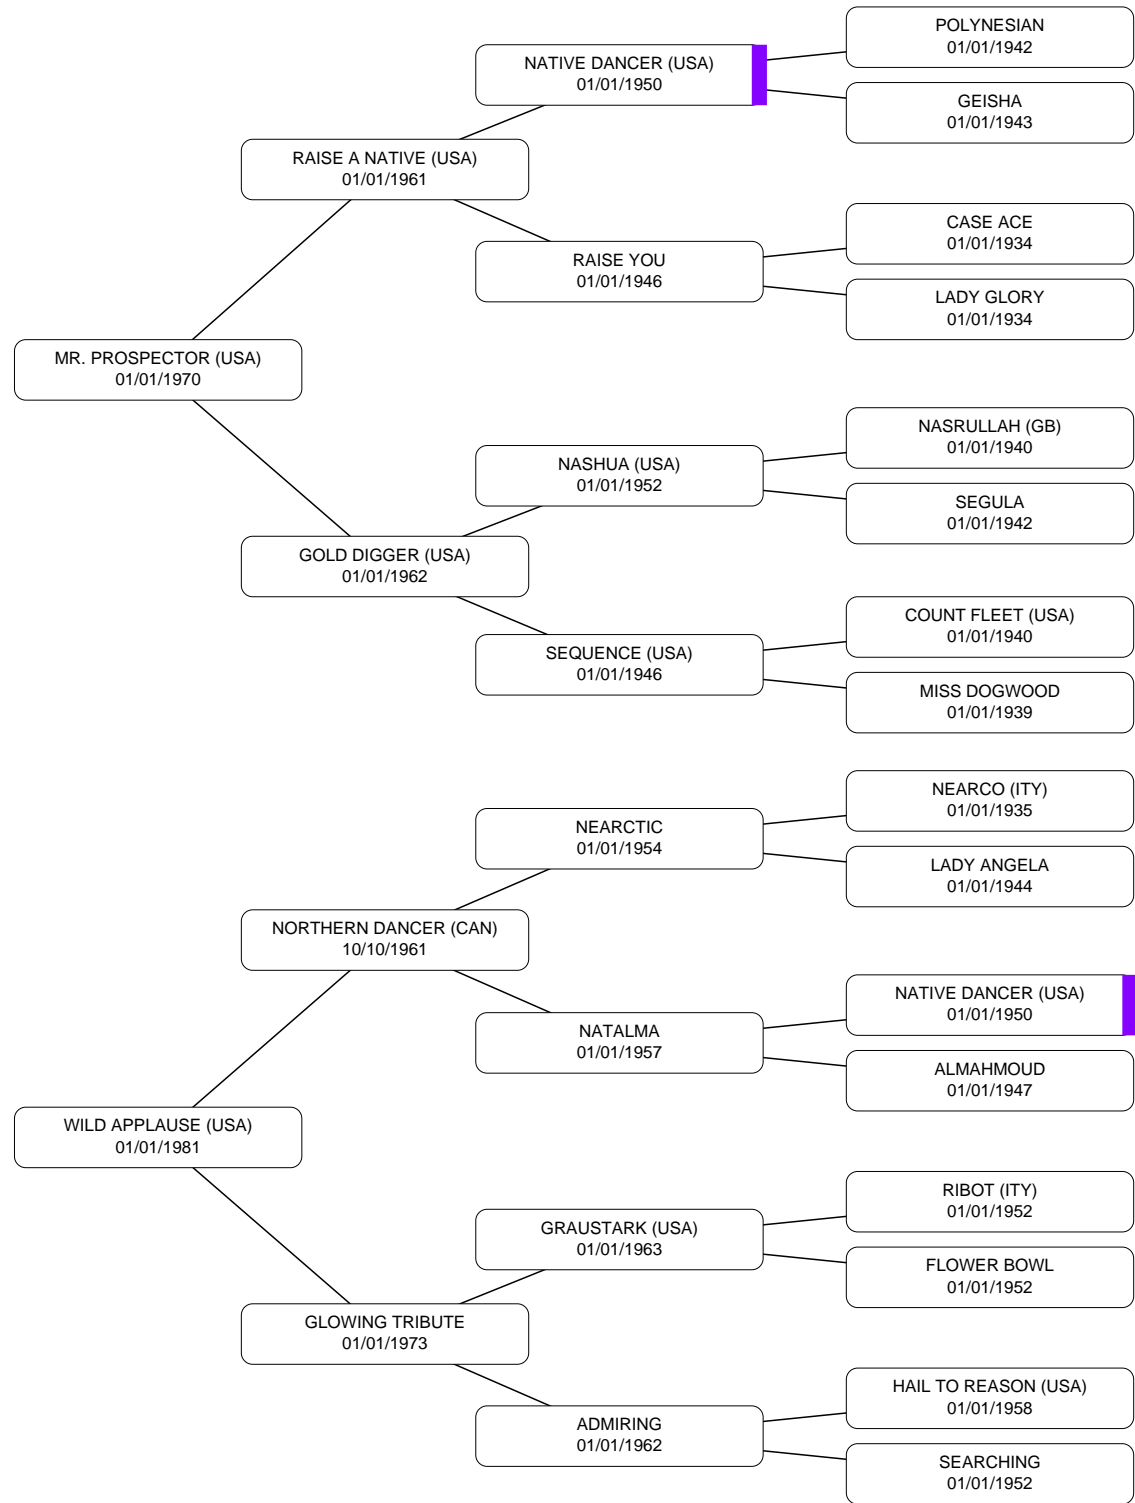 POLYNESIAN
01/01/1942
NATIVE DANCER (USA)
01/01/1950
GEISHA
01/01/1943
RAISE A NATIVE (USA)
01/01/1961
CASE ACE
01/01/1934
RAISE YOU
01/01/1946
LADY GLORY
01/01/1934
MR. PROSPECTOR (USA)
01/01/1970
NASRULLAH (GB)
01/01/1940
NASHUA (USA)
01/01/1952
SEGULA
01/01/1942
GOLD DIGGER (USA)
01/01/1962
COUNT FLEET (USA)
01/01/1940
SEQUENCE (USA)
01/01/1946
MISS DOGWOOD
01/01/1939
NEARCO (ITY)
01/01/1935
NEARCTIC
01/01/1954
LADY ANGELA
01/01/1944
NORTHERN DANCER (CAN)
10/10/1961
NATIVE DANCER (USA)
01/01/1950
NATALMA
01/01/1957
ALMAHMOUD
01/01/1947
WILD APPLAUSE (USA)
01/01/1981
RIBOT (ITY)
01/01/1952
GRAUSTARK (USA)
01/01/1963
FLOWER BOWL
01/01/1952
GLOWING TRIBUTE
01/01/1973
HAIL TO REASON (USA)
01/01/1958
ADMIRING
01/01/1962
SEARCHING
01/01/1952